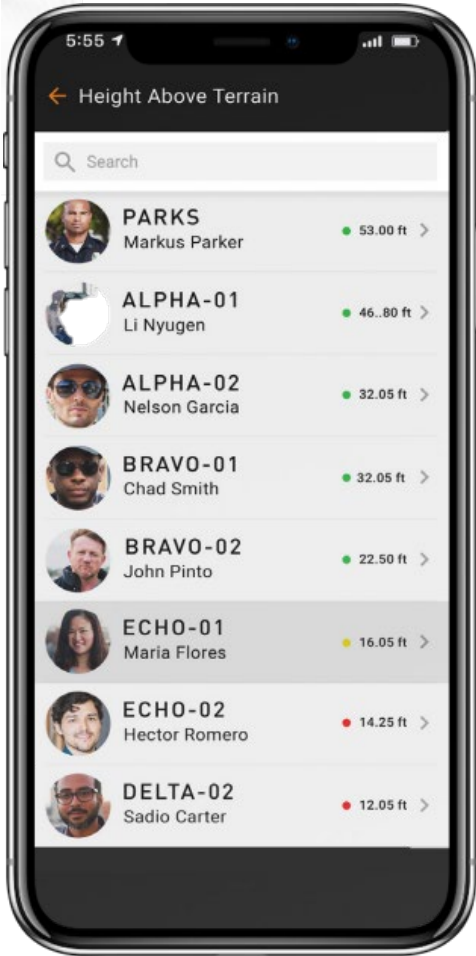 5:55
Height Above Terrain
Search
PARKS
Markus Parker
53.00 ft
ALPHA-01
Li Nyugen
46..80 ft
ALPHA-02
Nelson Garcia
32.05 ft
BRAVO-01
Chad Smith
32.05 ft
BRAVO-02
John Pinto
22.50 ft
ECHO-01
Maria Flores
16.05 ft
ECHO-02
Hector Romero
14.25 ft
DELTA-02
Sadio Carter
12.05 ft